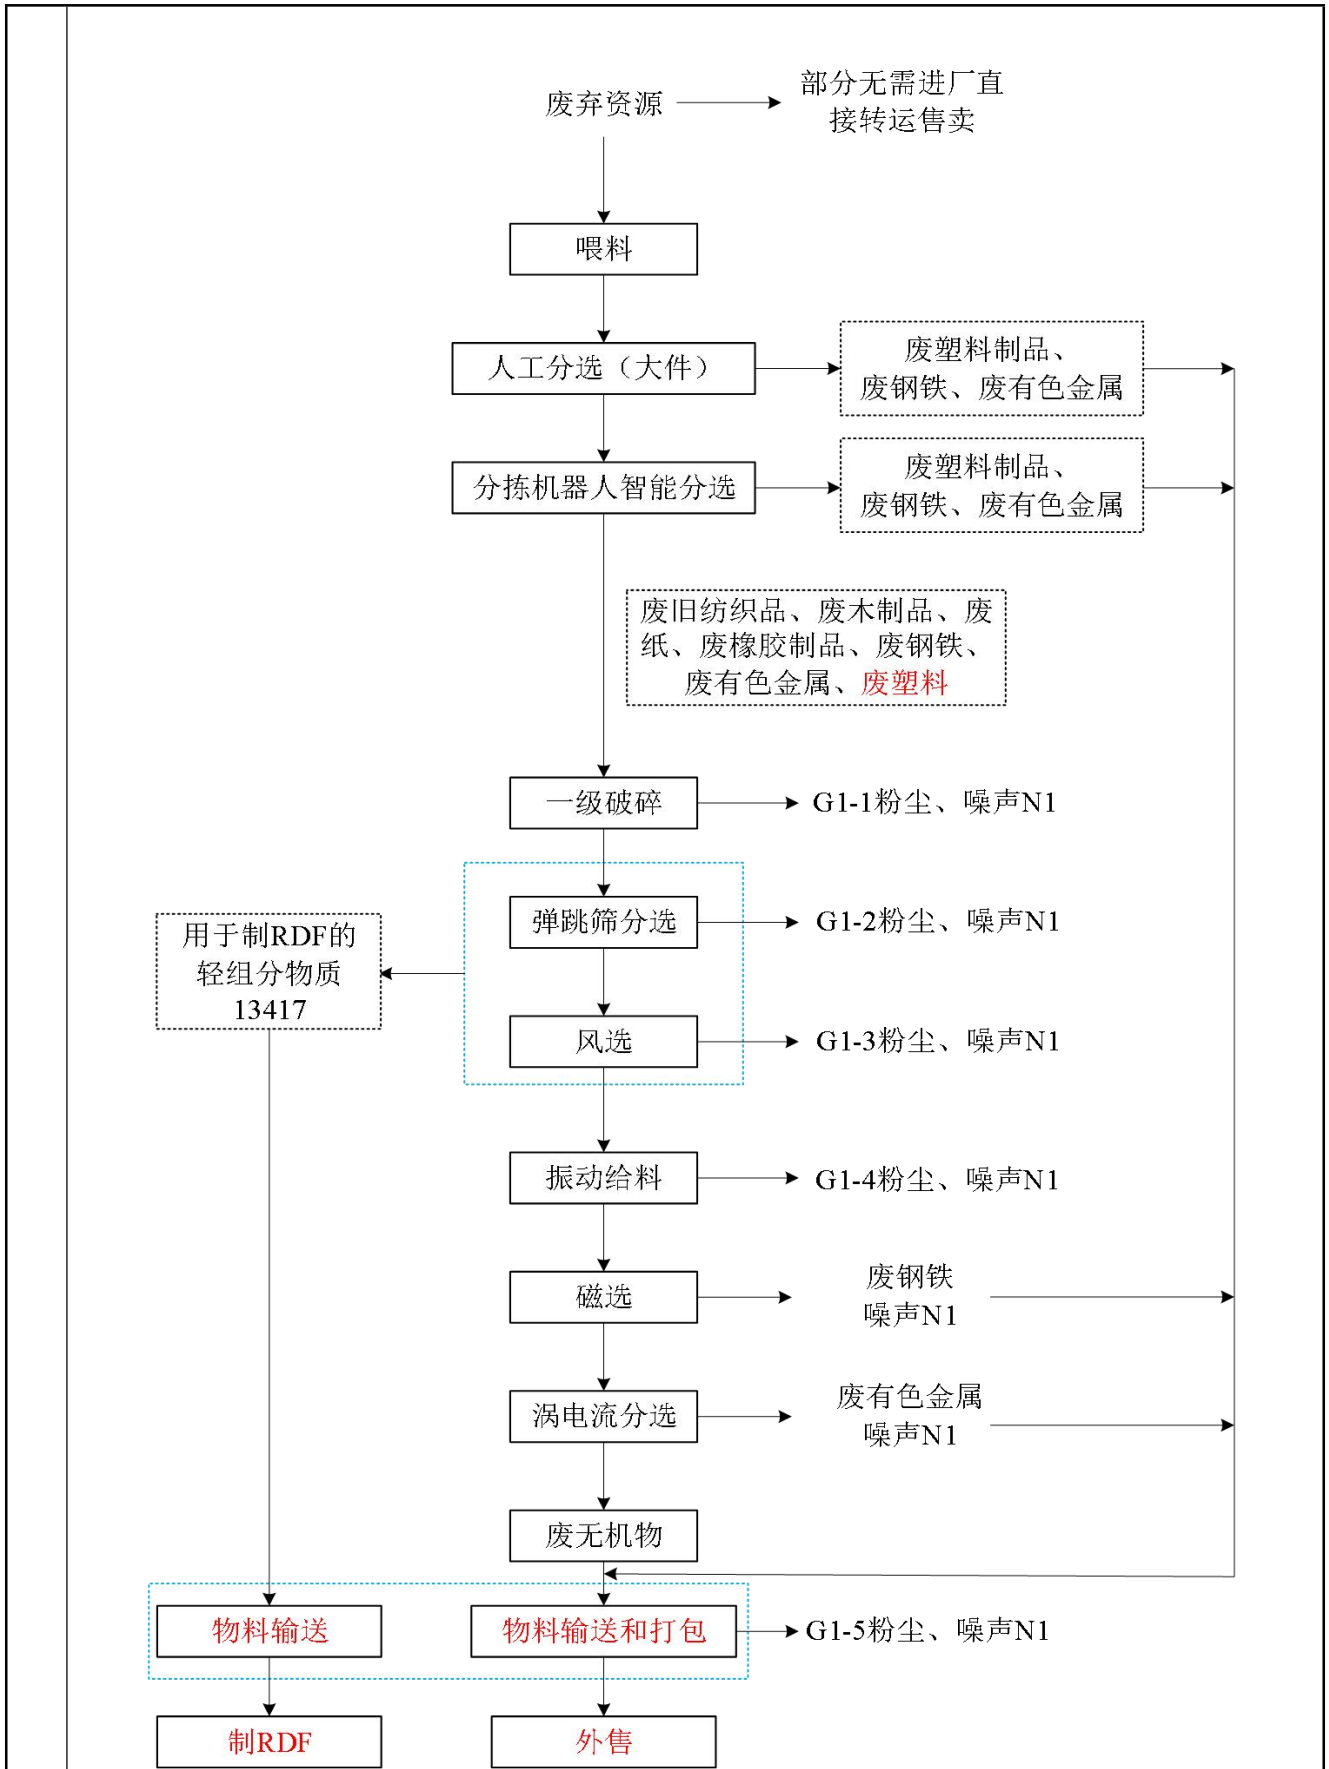 废弃资源
部分无需进厂直
接转运售卖
喂料
人工分选（大件）
废塑料制品、
废钢铁、废有色金属
分拣机器人智能分选
废塑料制品、
废钢铁、废有色金属
废旧纺织品、废木制品、废
纸、废橡胶制品、废钢铁、
废有色金属、废塑料
一级破碎
G1-1粉尘、噪声N1
弹跳筛分选
G1-2粉尘、噪声N1
用于制RDF的
轻组分物质
13417
风选
G1-3粉尘、噪声N1
振动给料
G1-4粉尘、噪声N1
磁选
废钢铁
噪声N1
涡电流分选
废有色金属
噪声N1
废无机物
物料输送
物料输送和打包
G1-5粉尘、噪声N1
制RDF
外售